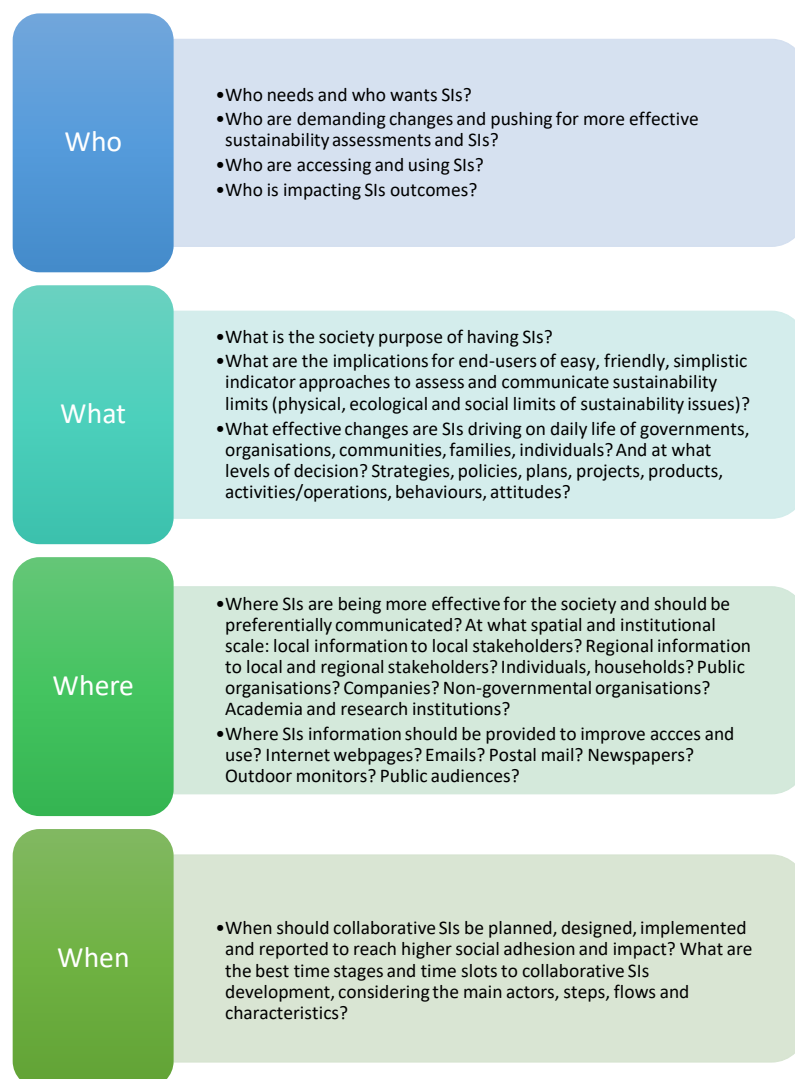 Who
•Who needs and who wants SIs?
•Who are demanding changes and pushing for more effective
sustainability assessments and SIs?
•Who are accessing and using SIs?
•Who is impacting SIs outcomes?
What
•What is the society purpose of having SIs?
•What are the implications for end-users of easy, friendly, simplistic
indicator approaches to assess and communicate sustainability
limits (physical, ecological and social limits of sustainability issues)?
•What effective changes are SIs driving on daily life of governments,
organisations, communities, families, individuals? And at what
levels of decision? Strategies, policies, plans, projects, products,
activities/operations, behaviours, attitudes?
Where
•Where SIs are being more effective for the society and should be
preferentially communicated? At what spatial and institutional
scale: local information to local stakeholders? Regional information
to local and regional stakeholders? Individuals, households? Public
organisations? Companies? Non-governmental organisations?
Academia and research institutions?
•Where SIs information should be provided to improve accces and
use? Internet webpages? Emails? Postal mail? Newspapers?
Outdoor monitors? Public audiences?
When
•When should collaborative SIs be planned, designed, implemented
and reported to reach higher social adhesion and impact? What are
the best time stages and time slots to collaborative SIs
development, considering the main actors, steps, flows and
characteristics?